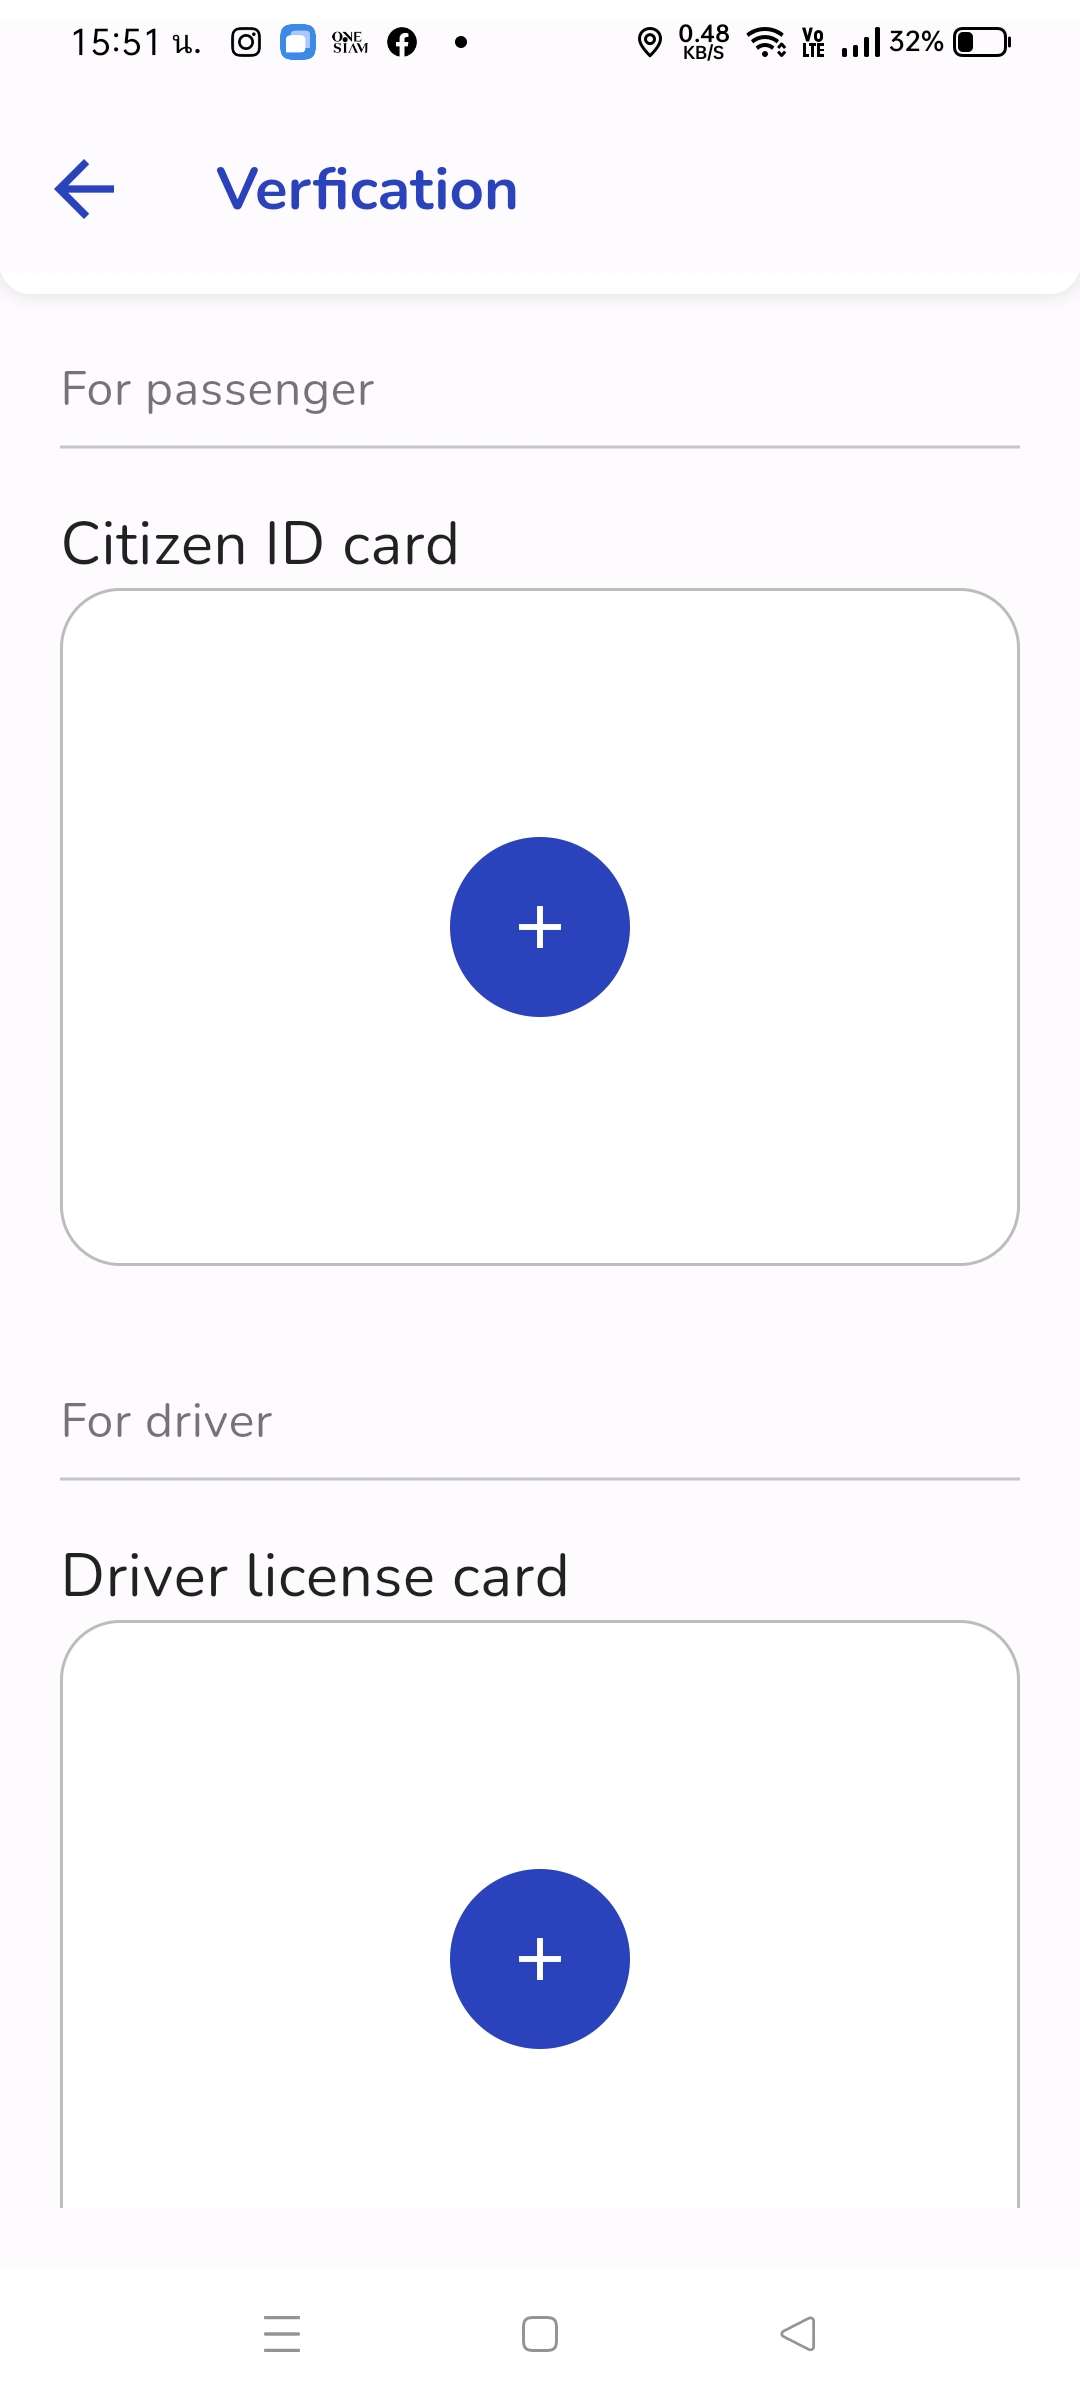 15:51 น.
ONE SIAM
0.48 KB/S
Vo LTE
32%
Verfication
For passenger
Citizen ID card
For driver
Driver license card